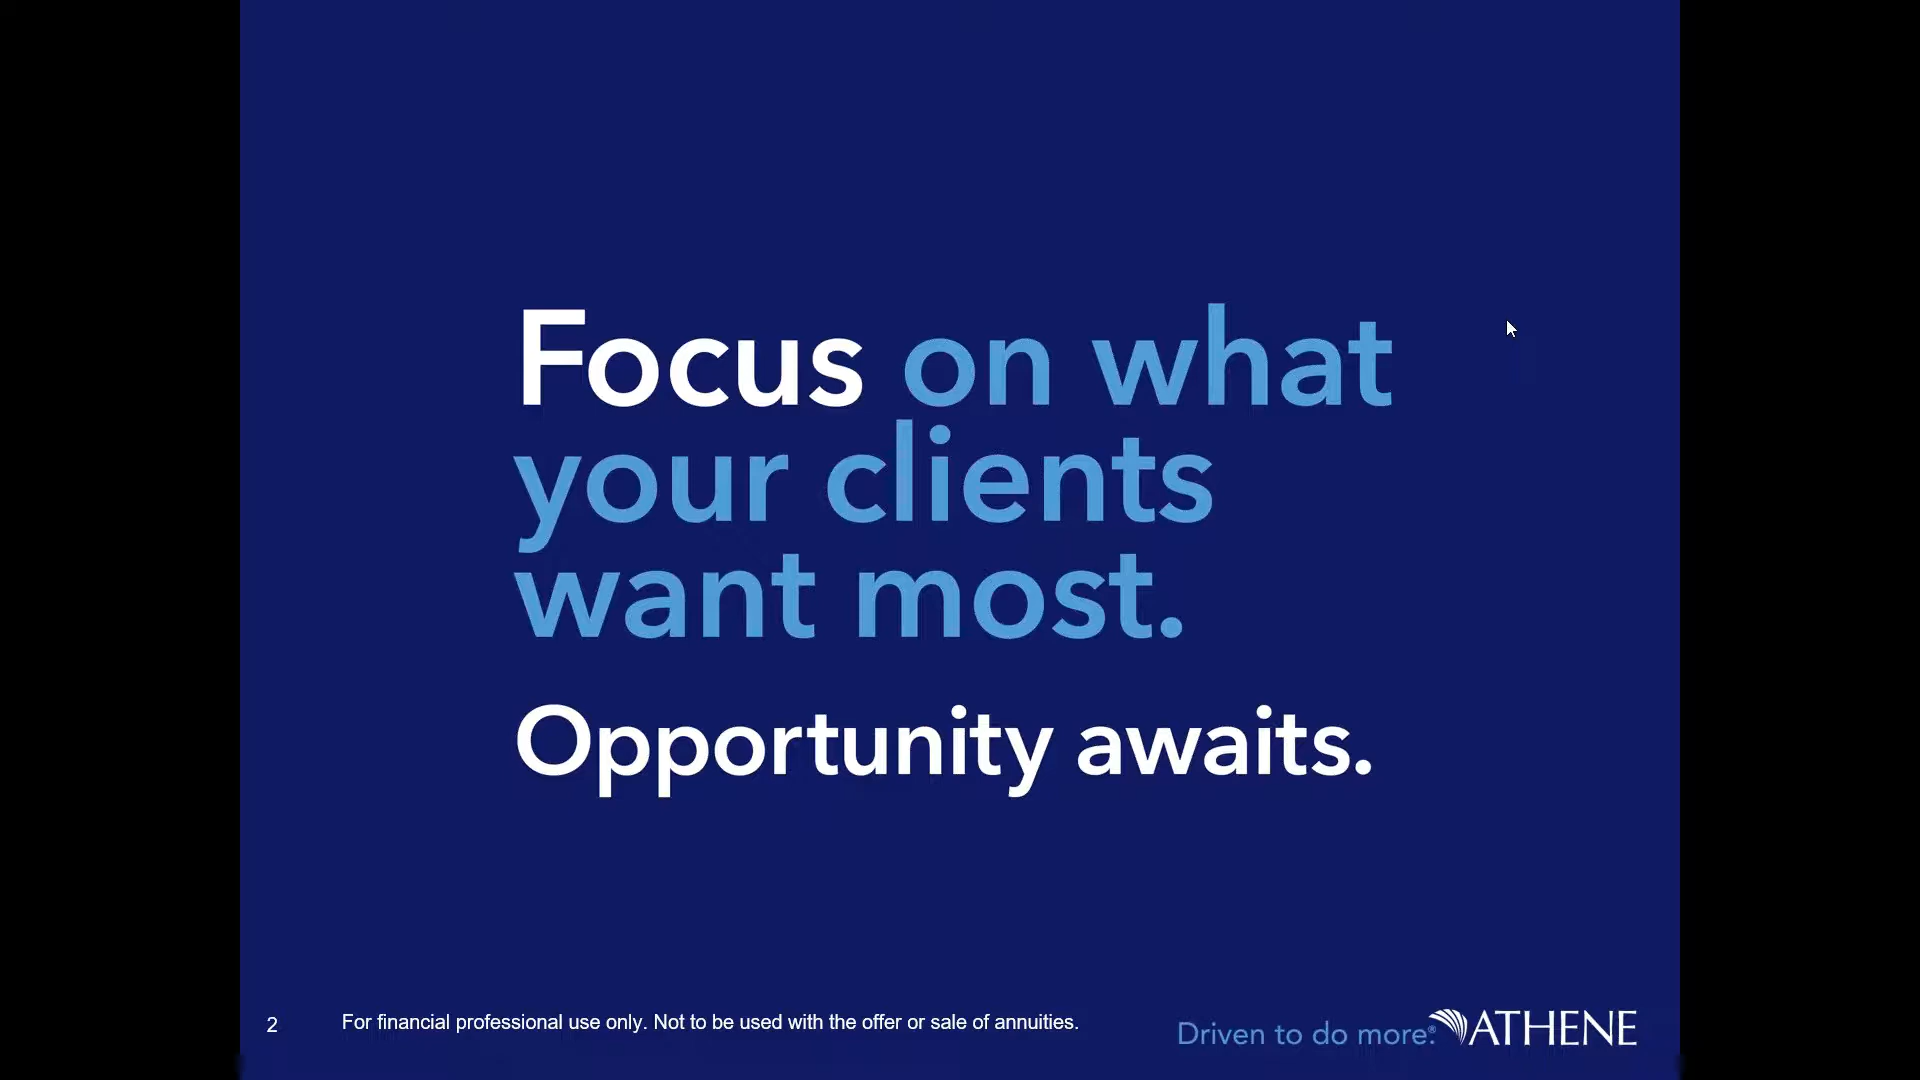 Focus on what
your clients
want most.
Opportunity awaits.
2
For financial professional use only. Not to be used with the offer or sale of annuities.
Driven to do more.®
ATHENE